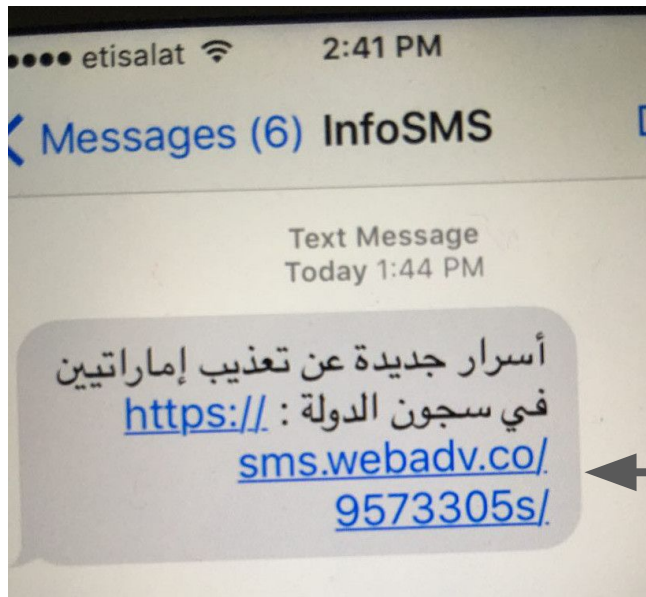 etisalat 2:41 PM
Messages (6) InfoSMS
Text Message
Today 1:44 PM
أسرار جديدة عن تعذيب إماراتيين
في سجون الدولة : https://
sms.webadv.co/
9573305s/